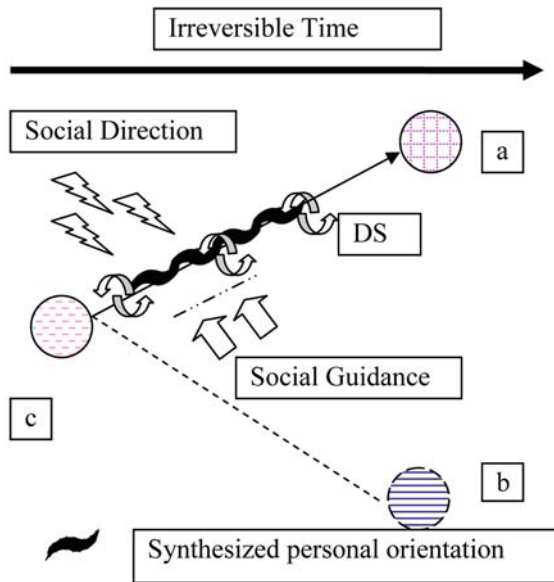 Irreversible Time
Social Direction
a
DS
Social Guidance
c
b
Synthesized personal orientation